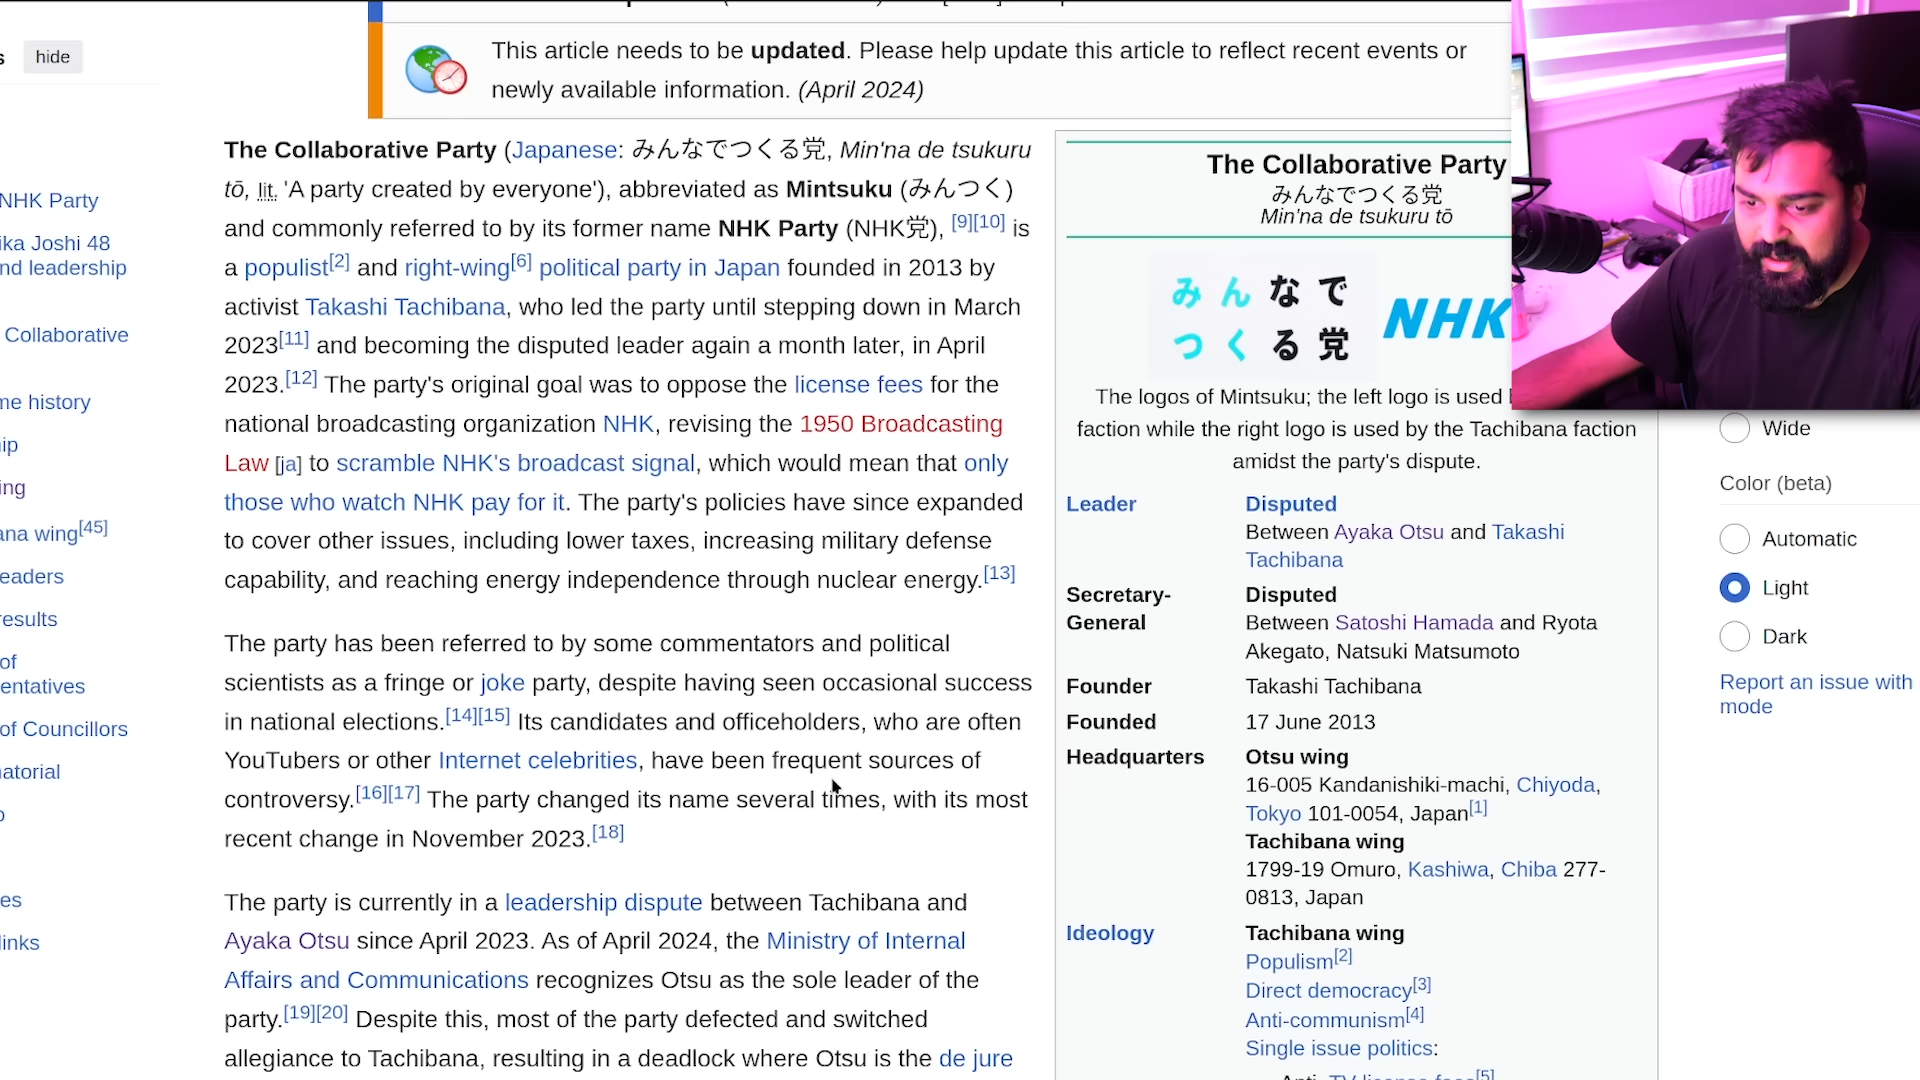 hide
This article needs to be updated. Please help update this article to reflect recent events or
newly available information. (April 2024)
NHK Party
Joshi 48
leadership
Collaborative
history
wing[45]
results
of
of Councillors
links
The Collaborative Party (Japanese: みんなでつくる党, Min'na de tsukuru
tō, lit. 'A party created by everyone'), abbreviated as Mintsuku (みんつく)
and commonly referred to by its former name NHK Party (NHK党), [9][10] is
a populist[2] and right-wing[6] political party in Japan founded in 2013 by
activist Takashi Tachibana, who led the party until stepping down in March
2023[11] and becoming the disputed leader again a month later, in April
2023.[12] The party's original goal was to oppose the license fees for the
national broadcasting organization NHK, revising the 1950 Broadcasting
Law [ja] to scramble NHK's broadcast signal, which would mean that only
those who watch NHK pay for it. The party's policies have since expanded
to cover other issues, including lower taxes, increasing military defense
capability, and reaching energy independence through nuclear energy.[13]
The party has been referred to by some commentators and political
scientists as a fringe or joke party, despite having seen occasional success
in national elections.[14][15] Its candidates and officeholders, who are often
YouTubers or other Internet celebrities, have been frequent sources of
controversy.[16][17] The party changed its name several times, with its most
recent change in November 2023.[18]
The party is currently in a leadership dispute between Tachibana and
Ayaka Otsu since April 2023. As of April 2024, the Ministry of Internal
Affairs and Communications recognizes Otsu as the sole leader of the
party.[19][20] Despite this, most of the party defected and switched
allegiance to Tachibana, resulting in a deadlock where Otsu is the de jure
The Collaborative Party
みんなでつくる党
Min'na de tsukuru tō
みんなで
つくる党
NHK
The logos of Mintsuku; the left logo is used
faction while the right logo is used by the Tachibana faction
amidst the party's dispute.
Leader Disputed
Between Ayaka Otsu and Takashi
Tachibana
Secretary- Disputed
General Between Satoshi Hamada and Ryota
Akegato, Natsuki Matsumoto
Founder Takashi Tachibana
Founded 17 June 2013
Headquarters Otsu wing
16-005 Kandanishiki-machi, Chiyoda,
Tokyo 101-0054, Japan[1]
Tachibana wing
1799-19 Omuro, Kashiwa, Chiba 277-
0813, Japan
Ideology Tachibana wing
Populism[2]
Direct democracy[3]
Anti-communism[4]
Single issue politics:
Wide
Color (beta)
Automatic
Light
Dark
Report an issue with
mode